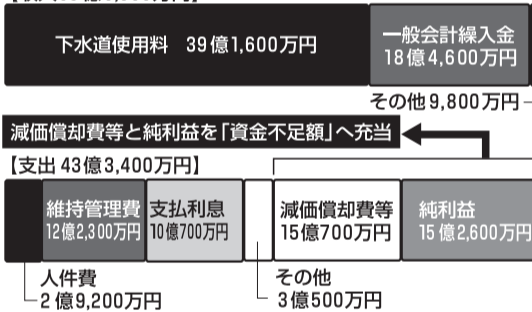 下水道使用料 39億1,600万円
一般会計繰入金
18億4,600万円
その他9,800万円
減価償却費等と純利益を「資金不足額」へ充当
【支出 43億3,400万円】
維持管理費
12億2,300万円
支払利息
10億700万円
減価償却費等
15億700万円
純利益
15億2,600万円
人件費
2億9,200万円
その他
3億500万円